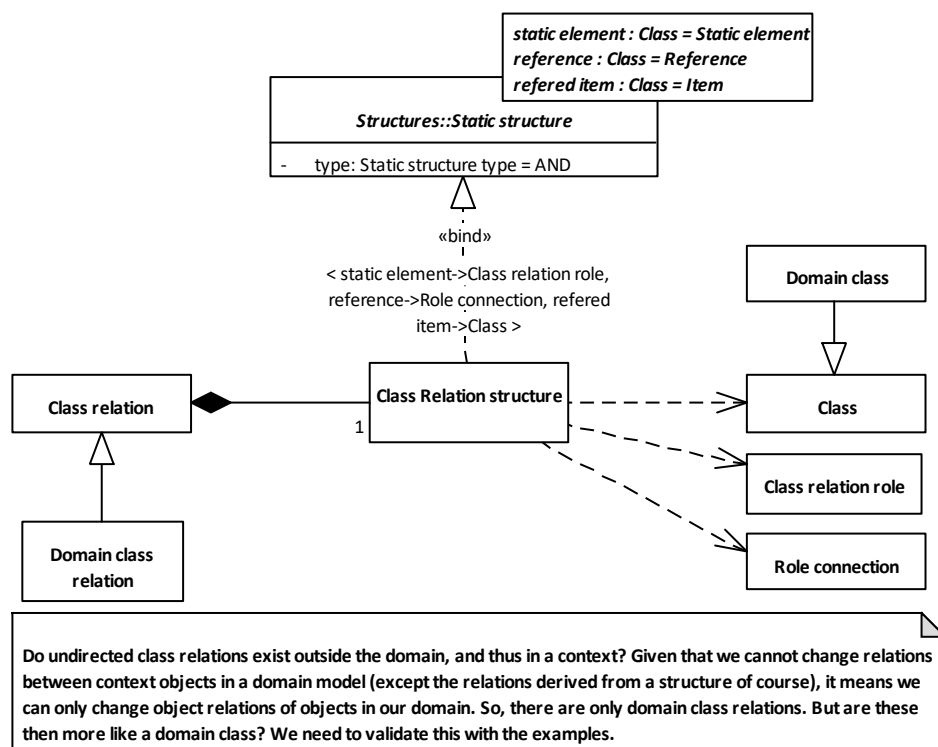 static element : Class = Static element
reference : Class = Reference
refered item : Class = Item
Structures::Static structure
- type: Static structure type = AND
«bind»
< static element->Class relation role,
reference->Role connection, refered
item->Class >
Domain class
Class relation
1
Class Relation structure
Class
Class relation role
Domain class
relation
Role connection
Do undirected class relations exist outside the domain, and thus in a context? Given that we cannot change relations
between context objects in a domain model (except the relations derived from a structure of course), it means we
can only change object relations of objects in our domain. So, there are only domain class relations. But are these
then more like a domain class? We need to validate this with the examples.